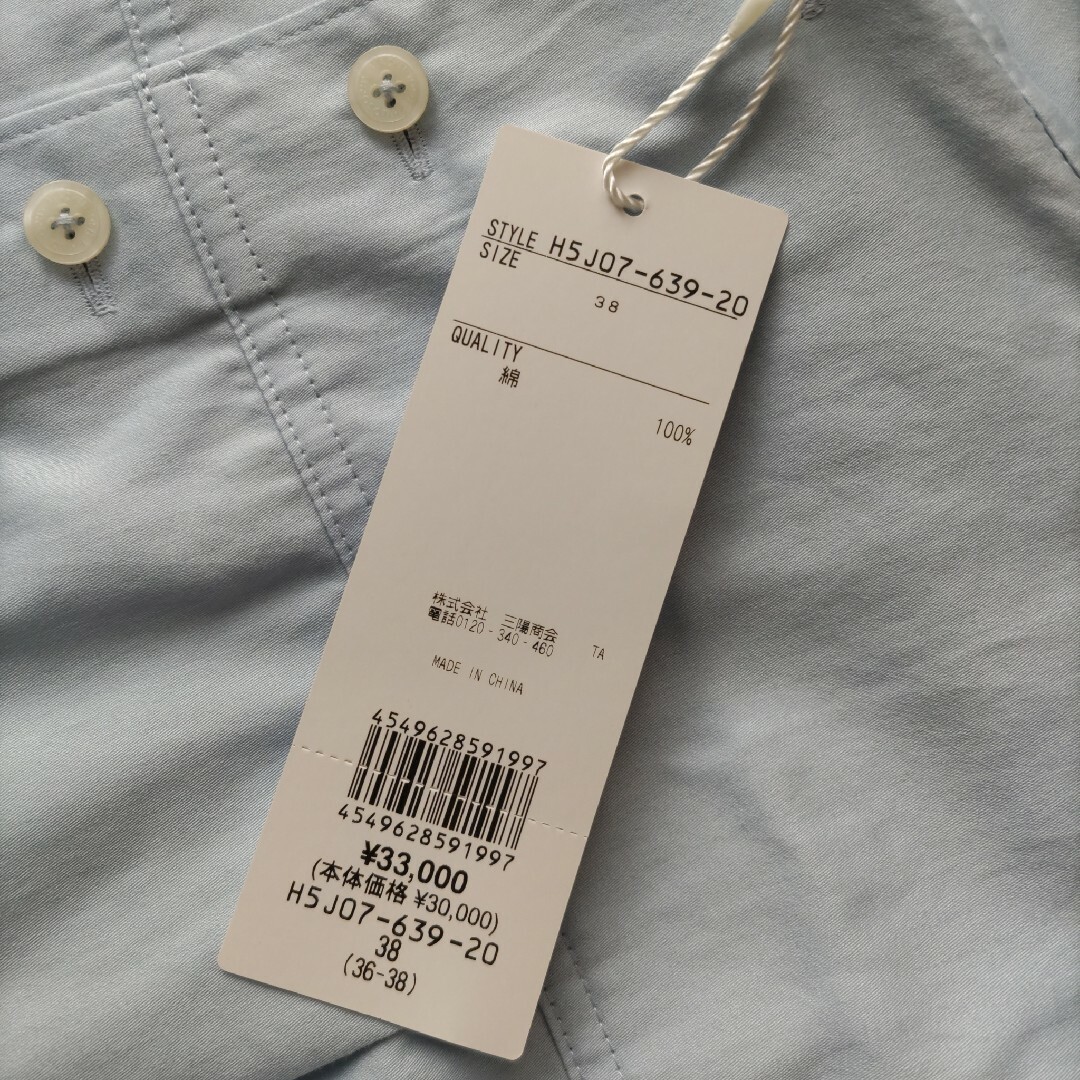 STYLE H5J07-639-20
SIZE
38
QUALITY
綿
100%
株式会社 三陽商会
電話0120-340-460 TA
MADE IN CHINA
4549628591997
4549628591997
¥33,000
(本体価格 ¥30,000)
H5J07-639-20
38
(36-38)